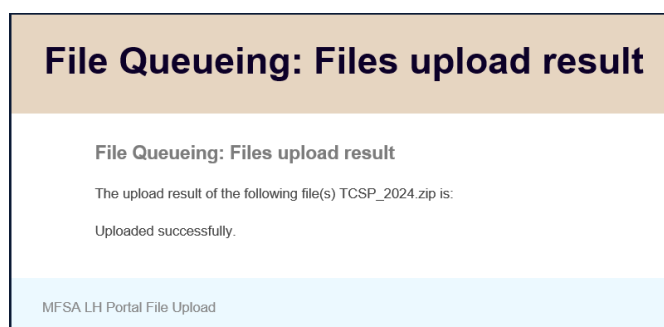 File Queueing: Files upload result
File Queueing: Files upload result
The upload result of the following file(s) TCSP_2024.zip is:
Uploaded successfully.
MFSA LH Portal File Upload